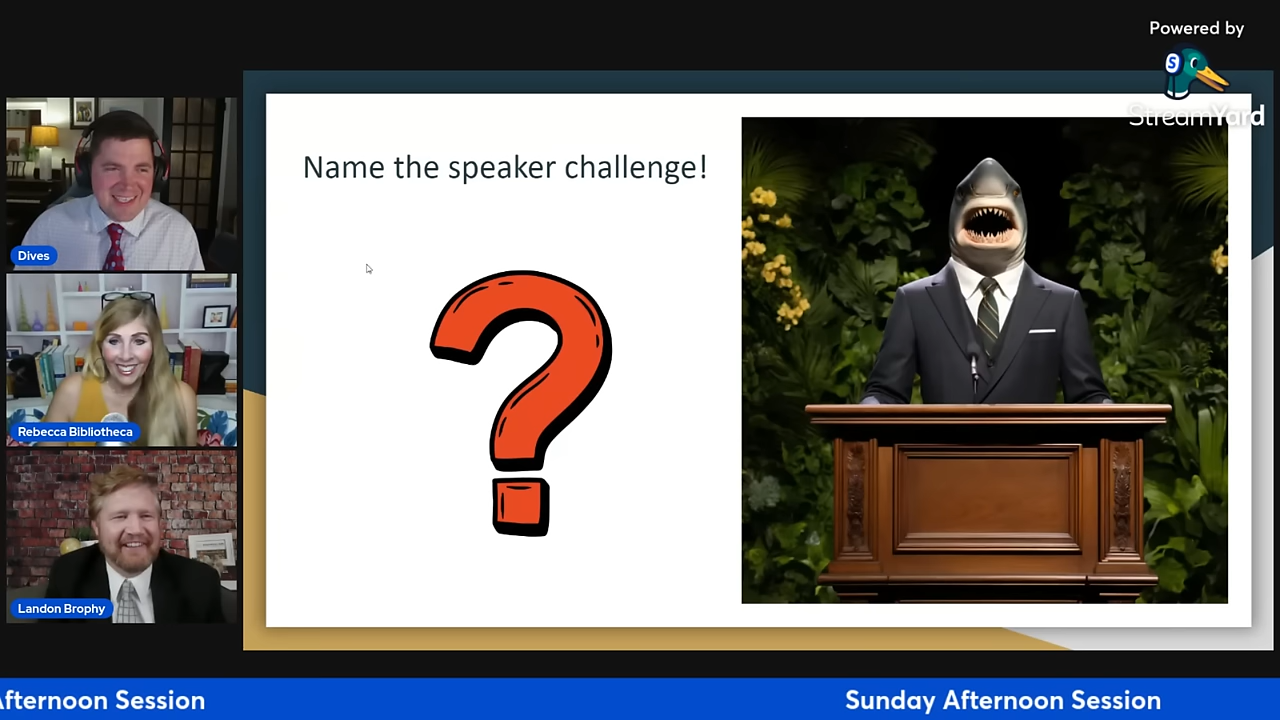 Powered by
S
StreamYard
Name the speaker challenge!
Dives
Rebecca Bibliotheca
Landon Brophy
Afternoon Session
Sunday Afternoon Session